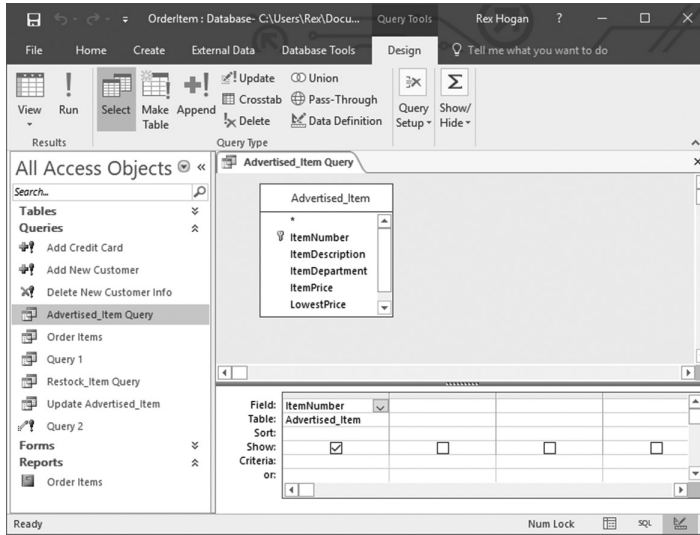 OrderItem : Database- C:\Users\Rex\Docu... Query Tools Rex Hogan ?
File Home Create External Data Database Tools Design Tell me what you want to do
View Run Select Make Table Append
Update Union
Crosstab Pass-Through
Delete Data Definition
Query Setup Show/ Hide
Results Query Type
All Access Objects
Search...
Tables
Queries
Add Credit Card
Add New Customer
Delete New Customer Info
Advertised_Item Query
Order Items
Query 1
Restock_Item Query
Update Advertised_Item
Query 2
Forms
Reports
Order Items
Advertised_Item Query
Advertised_Item
*
ItemNumber
ItemDescription
ItemDepartment
ItemPrice
LowestPrice
Field: ItemNumber
Table: Advertised_Item
Sort:
Show:
Criteria:
or:
Ready Num Lock SQL